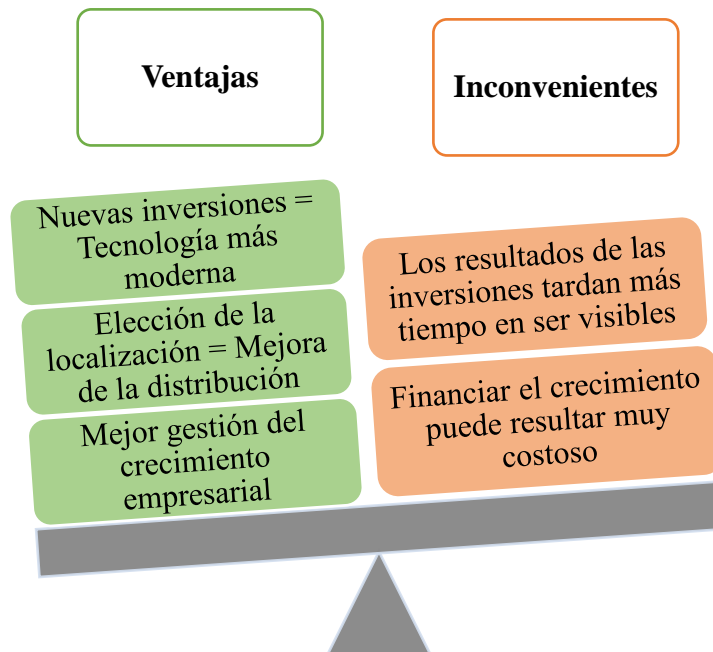 Ventajas
Nuevas inversiones =
Tecnología más
moderna
Elección de la
localización = Mejora
de la distribución
Mejor gestión del
crecimiento
empresarial
Inconvenientes
Los resultados de las
inversiones tardan más
tiempo en ser visibles
Financiar el crecimiento
puede resultar muy
costoso